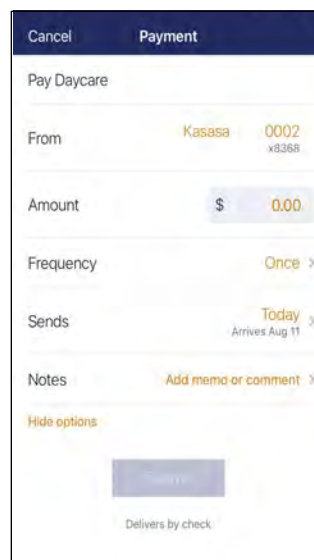 Cancel Payment
Pay Daycare
From Kasasa 0002
x8368
Amount $ 0.00
Frequency Once >
Sends Today >
Arrives Aug 11
Notes Add memo or comment >
Hide options
Delivers by check